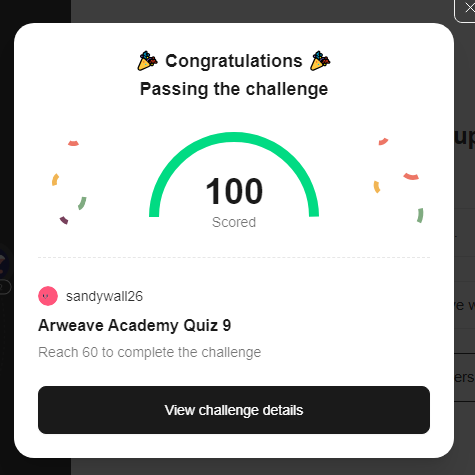 🎉 Congratulations 🎉
Passing the challenge
100
Scored
sandywall26
Arweave Academy Quiz 9
Reach 60 to complete the challenge
View challenge details